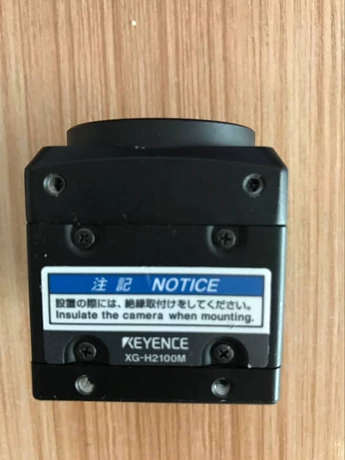 注記 NOTICE
設置の際には、絶縁取付けをしてください。
Insulate the camera when mounting.
KEYENCE
XG-H2100M